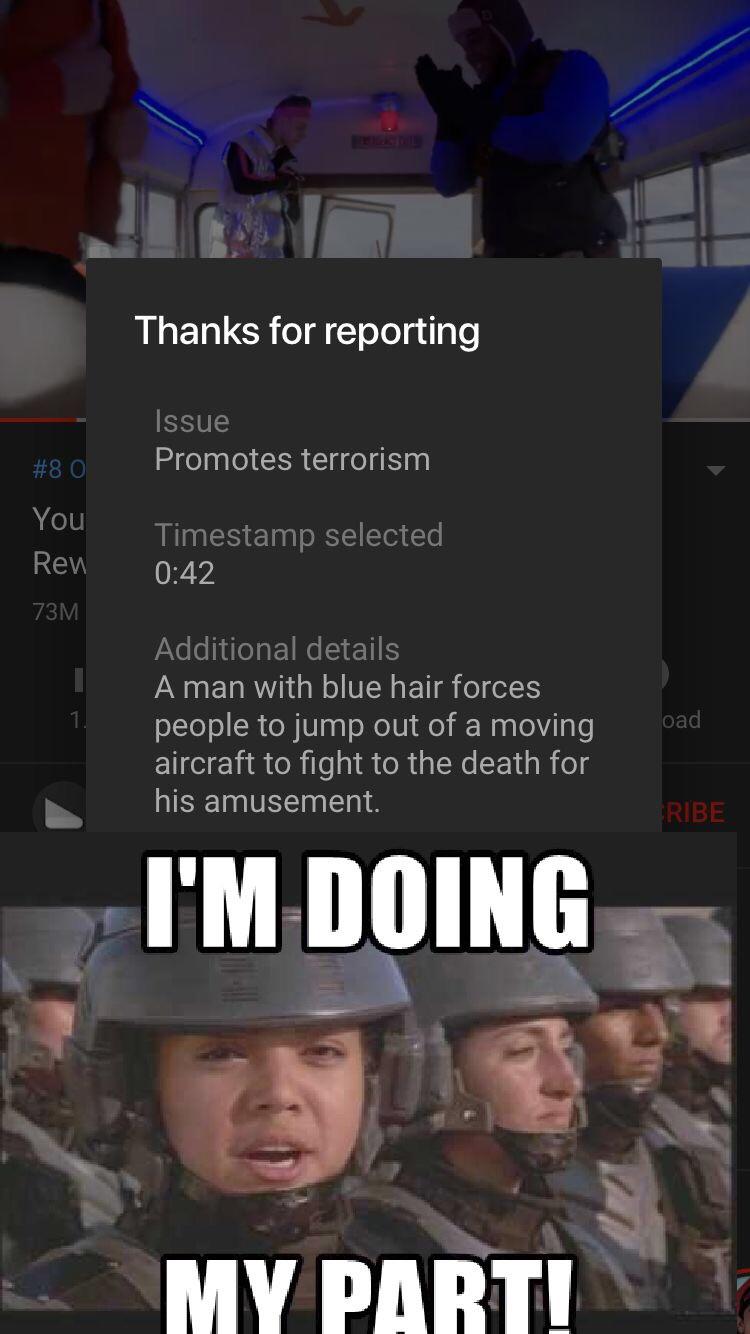 Thanks for reporting
Issue
Promotes terrorism
#8 O
Timestamp selected
You
0:42
Rew
73M
Additional details
A man with blue hair forces
people to jump out of a moving
1.
oad
aircraft to fight to the death for
his amusement.
RIBE
I'M DOING
MY PART!